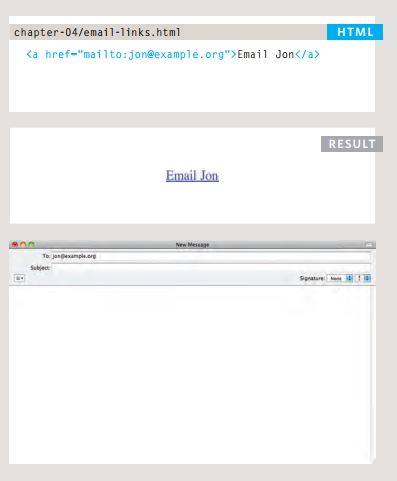 chapter-04/email-links.html HTML
<a href="mailto:jon@example.org">Email Jon</a>
RESULT
Email Jon
New Message
To: jon@example.org
Subject:
Signature: None